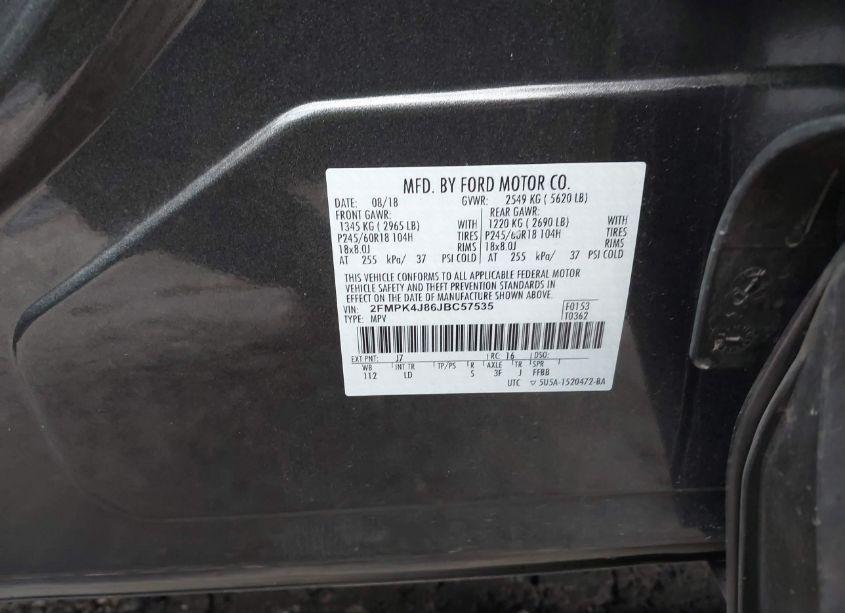 MFD. BY FORD MOTOR CO.
DATE: 08/18 GVWR: 2549 KG ( 5620 LB)
FRONT GAWR: REAR GAWR:
1345 KG ( 2965 LB) WITH 1220 KG ( 2690 LB) WITH
P245/60R18 104H TIRES P245/60R18 104H TIRES
18x8.0J RIMS 18x8.0J RIMS
AT 255 kPa/ 37 PSI COLD AT 255 kPa/ 37 PSI COLD
THIS VEHICLE CONFORMS TO ALL APPLICABLE FEDERAL MOTOR
VEHICLE SAFETY AND THEFT PREVENTION STANDARDS IN
EFFECT ON THE DATE OF MANUFACTURE SHOWN ABOVE.
VIN: 2FMPK4J86JBC57535 F0153
TYPE: MPV T0362
EXT PNT: J7 RC: 16 DSO:
WB INT TR TP/PS R AXLE TR SPR
112 LD S 3F J FFBB
UTC ▽ 5U5A-1520472-BA